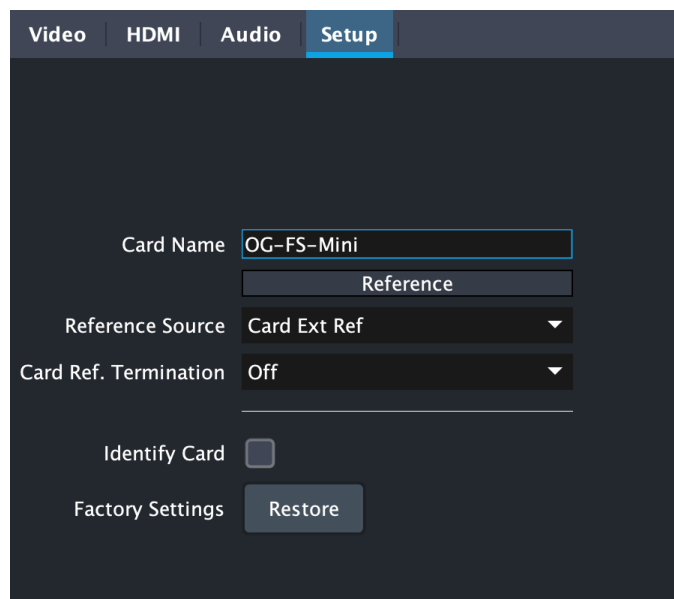 Video HDMI Audio Setup
Card Name OG-FS-Mini
Reference
Reference Source Card Ext Ref
Card Ref. Termination Off
Identify Card
Factory Settings Restore